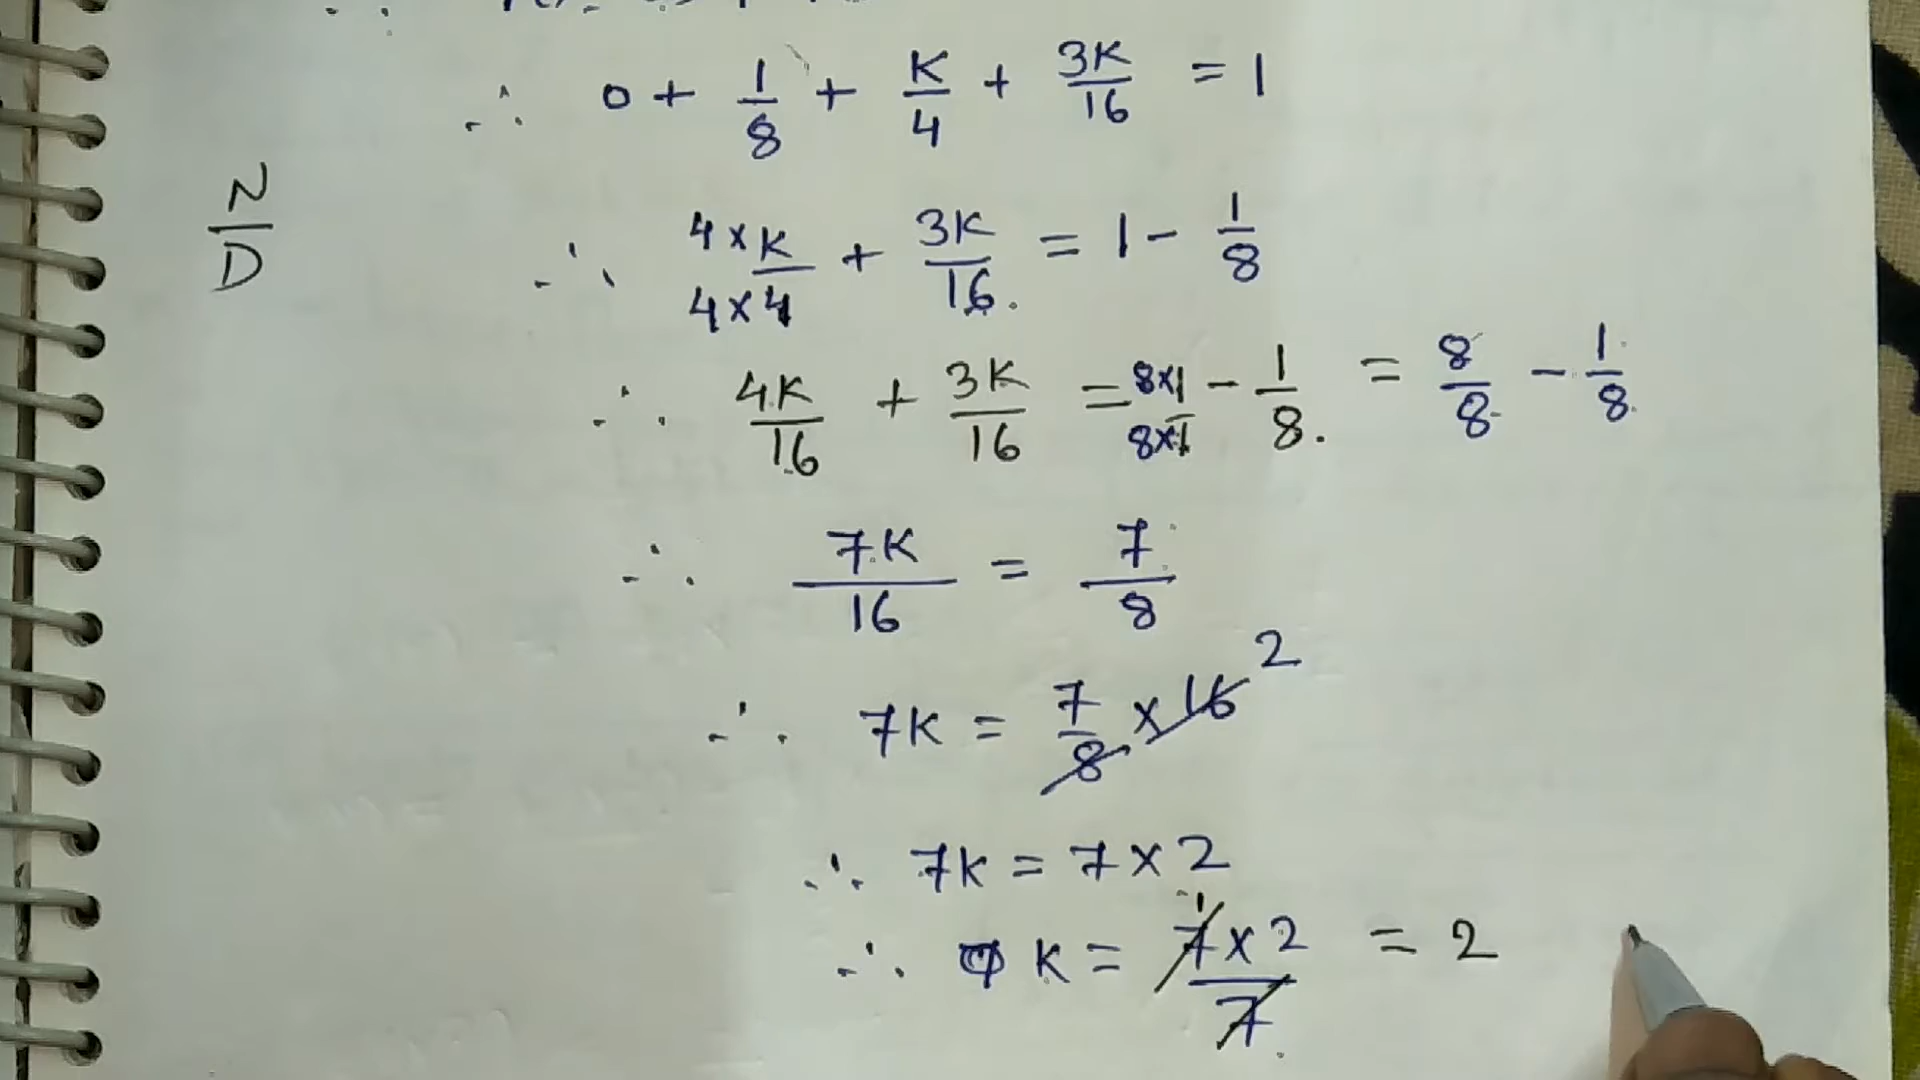 ∴ 0 + 1/8 + K/4 + 3K/16 = 1
N/D
∴ 4×K/4×4 + 3K/16 = 1 - 1/8
∴ 4K/16 + 3K/16 = 8×1/8×1 - 1/8 = 8/8 - 1/8
∴ 7K/16 = 7/8
∴ 7K = 7/8 × 16 2
∴ 7K = 7 × 2
∴ K = 7 × 2/7 = 2